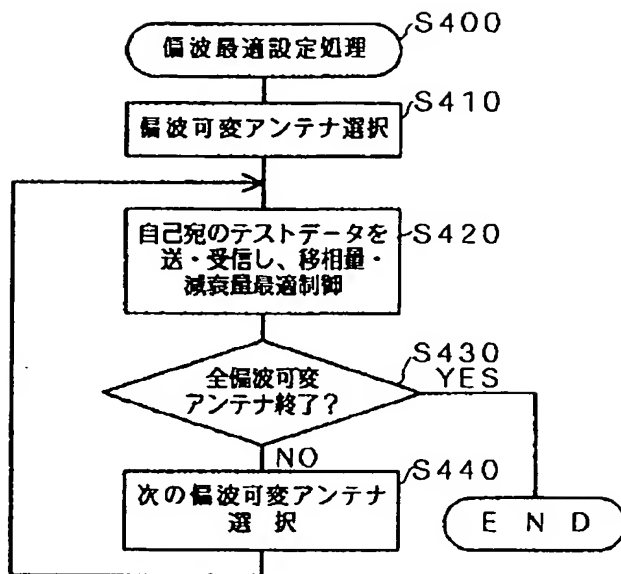 偏波最適設定処理
S400
偏波可変アンテナ選択
S410
自己宛のテストデータを
送・受信し、移相量・
減衰量最適制御
S420
全偏波可変
アンテナ終了?
S430
YES
NO
次の偏波可変アンテナ
選 択
S440
E N D